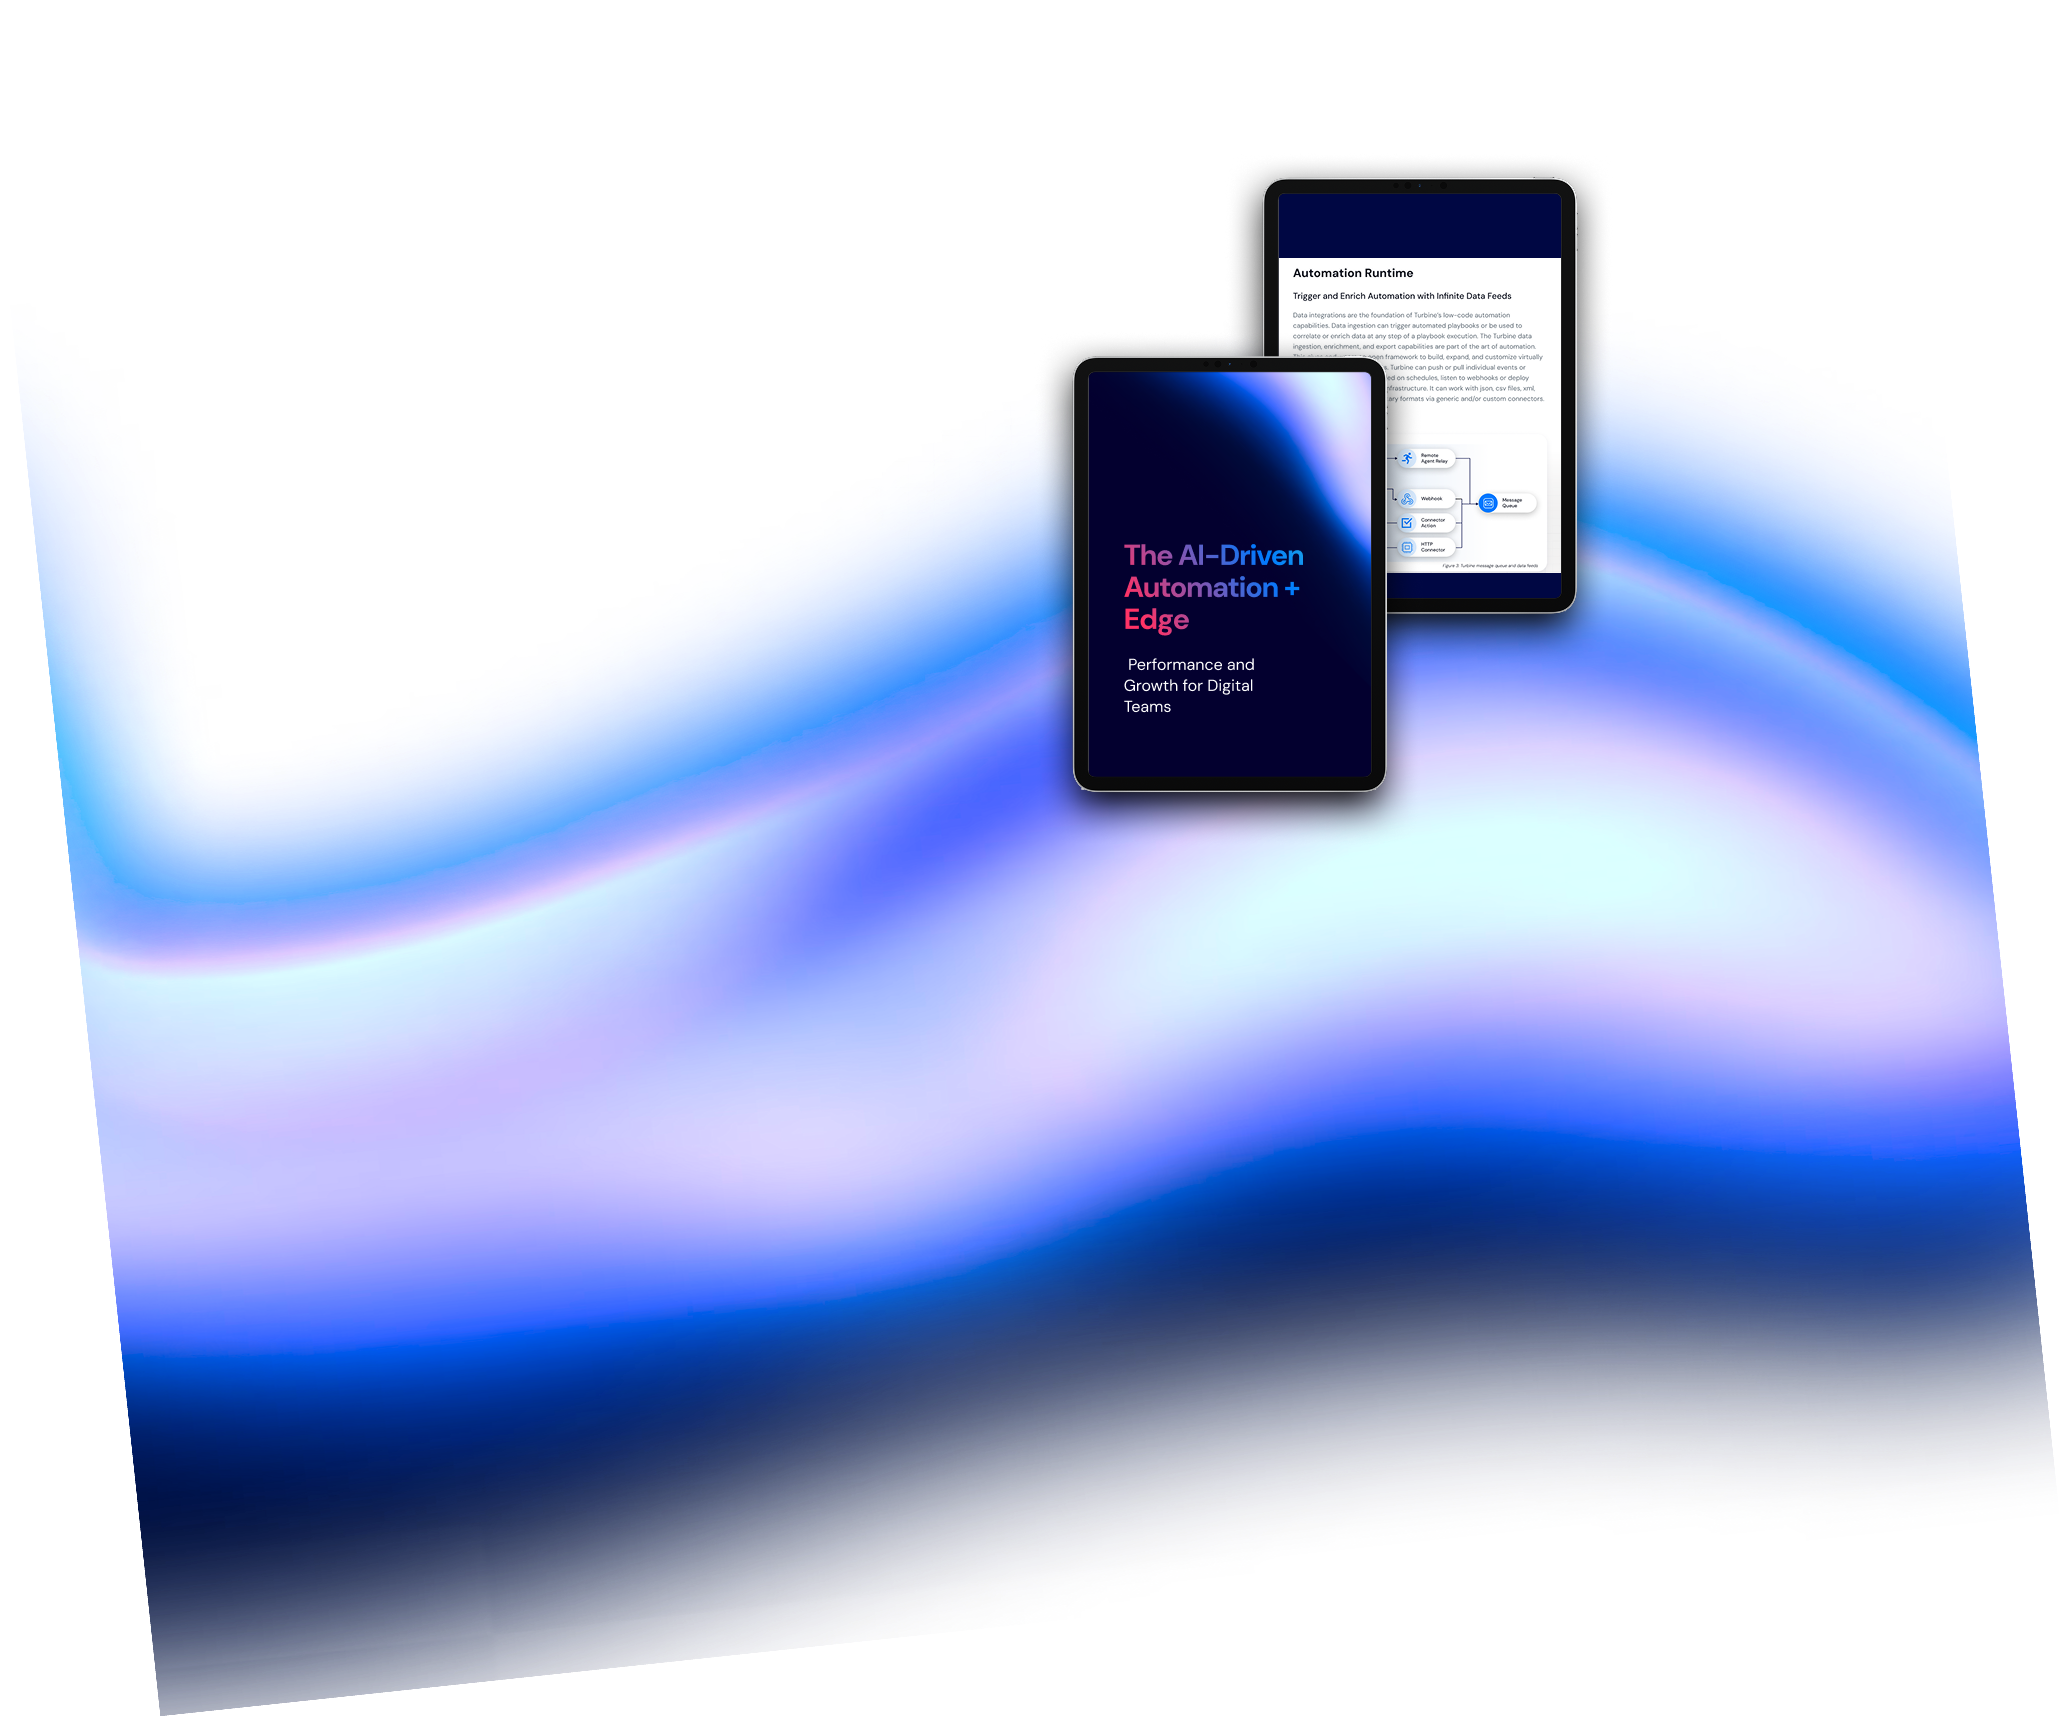 Automation Runtime
Trigger and Enrich Automation with Infinite Data Feeds
Data integrations are the foundation of Turbine's low-code automation
capabilities. Data ingestion can trigger automated playbooks or be used to
correlate or enrich data at any step of a playbook execution. The Turbine data
ingestion, enrichment, and export capabilities are part of the art of automation.
open framework to build, expand, and customize virtually
s. Turbine can push or pull individual events or
ed on schedules, listen to webhooks or deploy
nfrastructure. It can work with json, csv files, xml,
ary formats via generic and/or custom connectors.
Remote
Agent Relay
Webhook
Connector
Action
HTTP
Connector
Message
Queue
Figure 3: Turbine message queue and data feeds
The AI-Driven
Automation +
Edge
Performance and
Growth for Digital
Teams